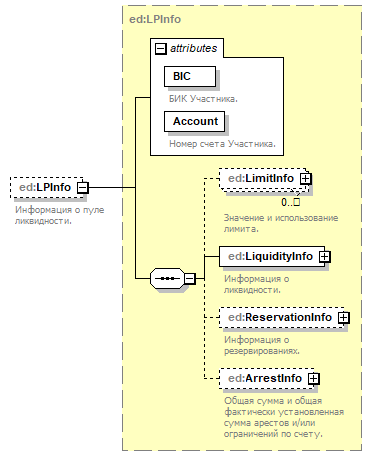 ed:LPInfo
attributes
BIC
БИК Участника.
Account
Номер счета Участника.
ed:LPInfo
Информация о пуле
ликвидности.
ed:LimitInfo
0..
Значение и использование
лимита.
ed:LiquidityInfo
Информация о
ликвидности.
ed:ReservationInfo
Информация о
резервированиях.
ed:ArrestInfo
Общая сумма и общая
фактически установленная
сумма арестов и/или
ограничений по счету.